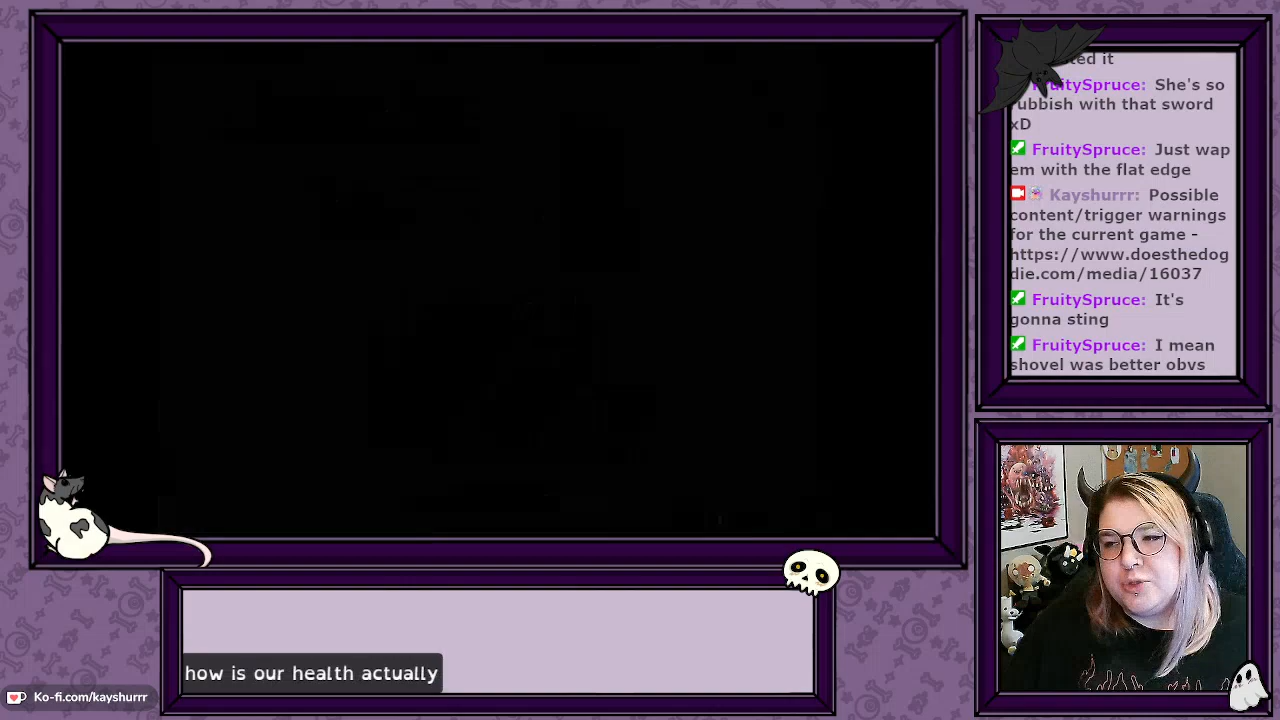 ted it
FruitySpruce: She's so
rubbish with that sword
xD
FruitySpruce: Just wap
em with the flat edge
Kayshurrr: Possible
content/trigger warnings
for the current game -
https://www.doesthedog
die.com/media/16037
FruitySpruce: It's
gonna sting
FruitySpruce: I mean
shovel was better obvs
how is our health actually
Ko-fi.com/kayshurrr